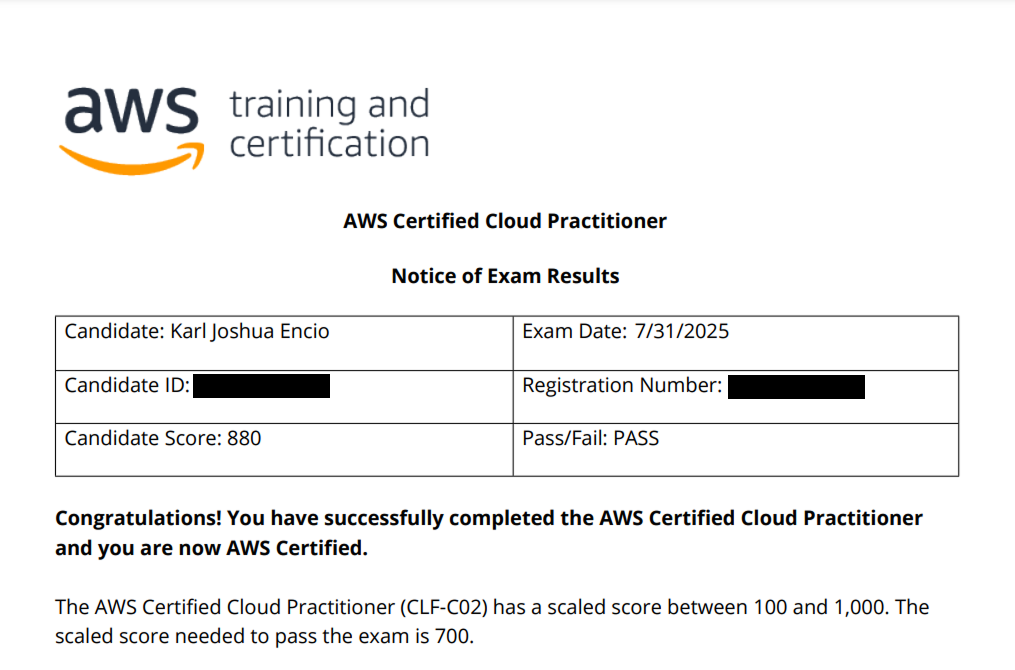 aws training and
certification
AWS Certified Cloud Practitioner
Notice of Exam Results
Candidate: Karl Joshua Encio
Exam Date: 7/31/2025
Candidate ID:
Registration Number:
Candidate Score: 880
Pass/Fail: PASS
Congratulations! You have successfully completed the AWS Certified Cloud Practitioner
and you are now AWS Certified.
The AWS Certified Cloud Practitioner (CLF-C02) has a scaled score between 100 and 1,000. The
scaled score needed to pass the exam is 700.